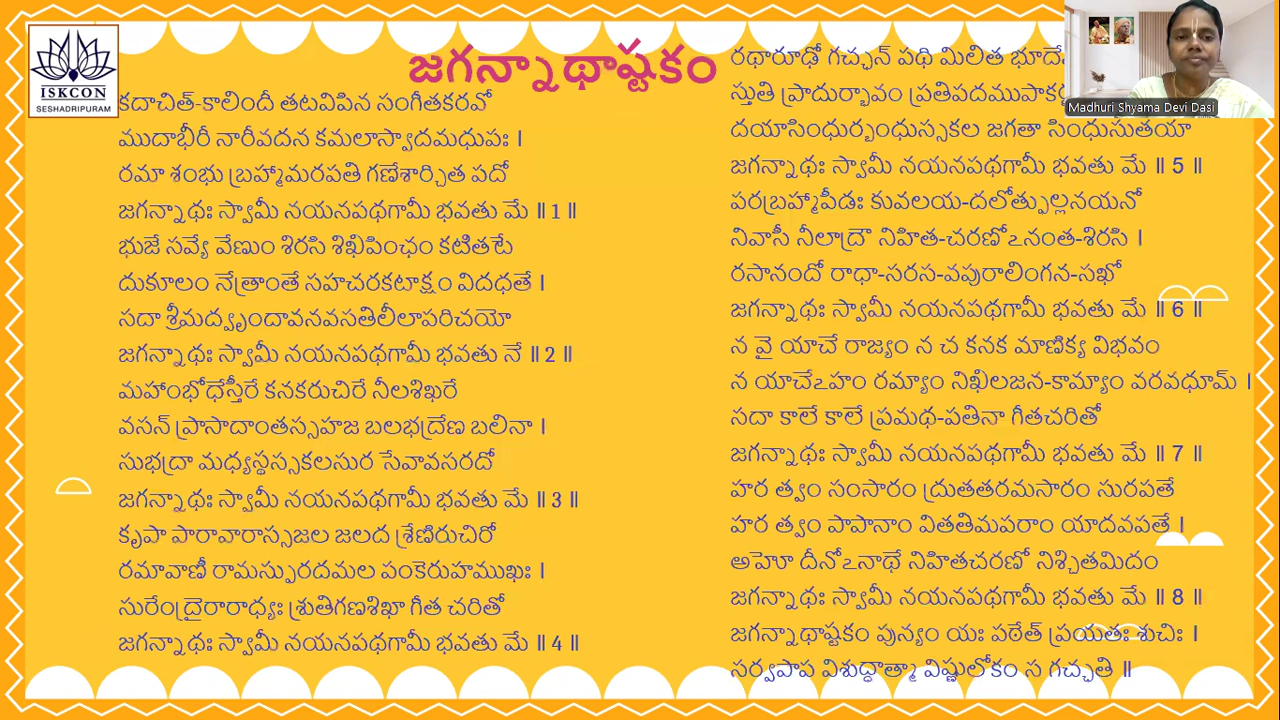 ISKCON
SESHADRIPURAM
జగన్నాథాష్టకం
కదాచిత్-కాలిందీ తటవిపిన సంగీతకరవో
ముదాభీరీ నారీవదన కమలాస్వాదమధుపః ।
రమా శంభు బ్రహ్మామరపతి గణేశార్చిత పదో
జగన్నాథః స్వామీ నయనపథగామీ భవతు మే ॥ 1 ॥
భుజే సవ్యే వేణుం శిరసి శిఖిపింఛం కటితటే
దుకూలం నేత్రాంతే సహచరకటాక్షం విదధతే ।
సదా శ్రీమద్వృందావనవసతిలీలాపరిచయో
జగన్నాథః స్వామీ నయనపథగామీ భవతు నే ॥ 2 ॥
మహాంభోధేస్తీరే కనకరుచిరే నీలశిఖరే
వసన్ ప్రాసాదాంతస్సహజ బలభద్రేణ బలినా ।
సుభద్రా మధ్యస్థస్సకలసుర సేవావసరదో
జగన్నాథః స్వామీ నయనపథగామీ భవతు మే ॥ 3 ॥
కృపా పారావారాస్సజల జలద శ్రేణిరుచిరో
రమావాణీ రామస్ఫురదమల పంకెరుహముఖః ।
సురేంద్రైరారాధ్యః శ్రుతిగణశిఖా గీత చరితో
జగన్నాథః స్వామీ నయనపథగామీ భవతు మే ॥ 4 ॥
రథారూఢో గచ్ఛన్ పథి మిలిత
స్తుతి ప్రాదుర్భావం
దయాసింధుర్బంధుస్సకల జగతా సింధుసుతయా
జగన్నాథః స్వామీ నయనపథగామీ భవతు మే ॥ 5 ॥
పరబ్రహ్మాపీడః కువలయ-దలోత్ఫుల్లనయనో
నివాసీ నీలాద్రౌ నిహిత-చరణోఽనంత-శిరసి ।
రసానందో రాధా-సరస-వపురాలింగన-సఖో
జగన్నాథః స్వామీ నయనపథగామీ భవతు మే ॥ 6 ॥
న వై యాచే రాజ్యం న చ కనక మాణిక్య విభవం
న యాచేఽహం రమ్యాం నిఖిలజన-కామ్యాం వరవధూమ్ ।
సదా కాలే కాలే ప్రమథ-పతినా గీతచరితో
జగన్నాథః స్వామీ నయనపథగామీ భవతు మే ॥ 7 ॥
హర త్వం సంసారం ద్రుతతరమసారం సురపతే
హర త్వం పాపానాం వితతిమపరాం యాదవపతే ।
అహెూ దీనోఽనాథే నిహితచరణో నిశ్చితమిదం
జగన్నాథః స్వామీ నయనపథగామీ భవతు మే ॥ 8 ॥
జగన్నాథాష్టకం పున్యం యః పఠేత్ ప్రయతః శుచిః ।
సర్వపాప విశుద్ధాత్మా విష్ణులోకం స గచ్ఛతి ॥
Madhuri Shyama Devi Dasi